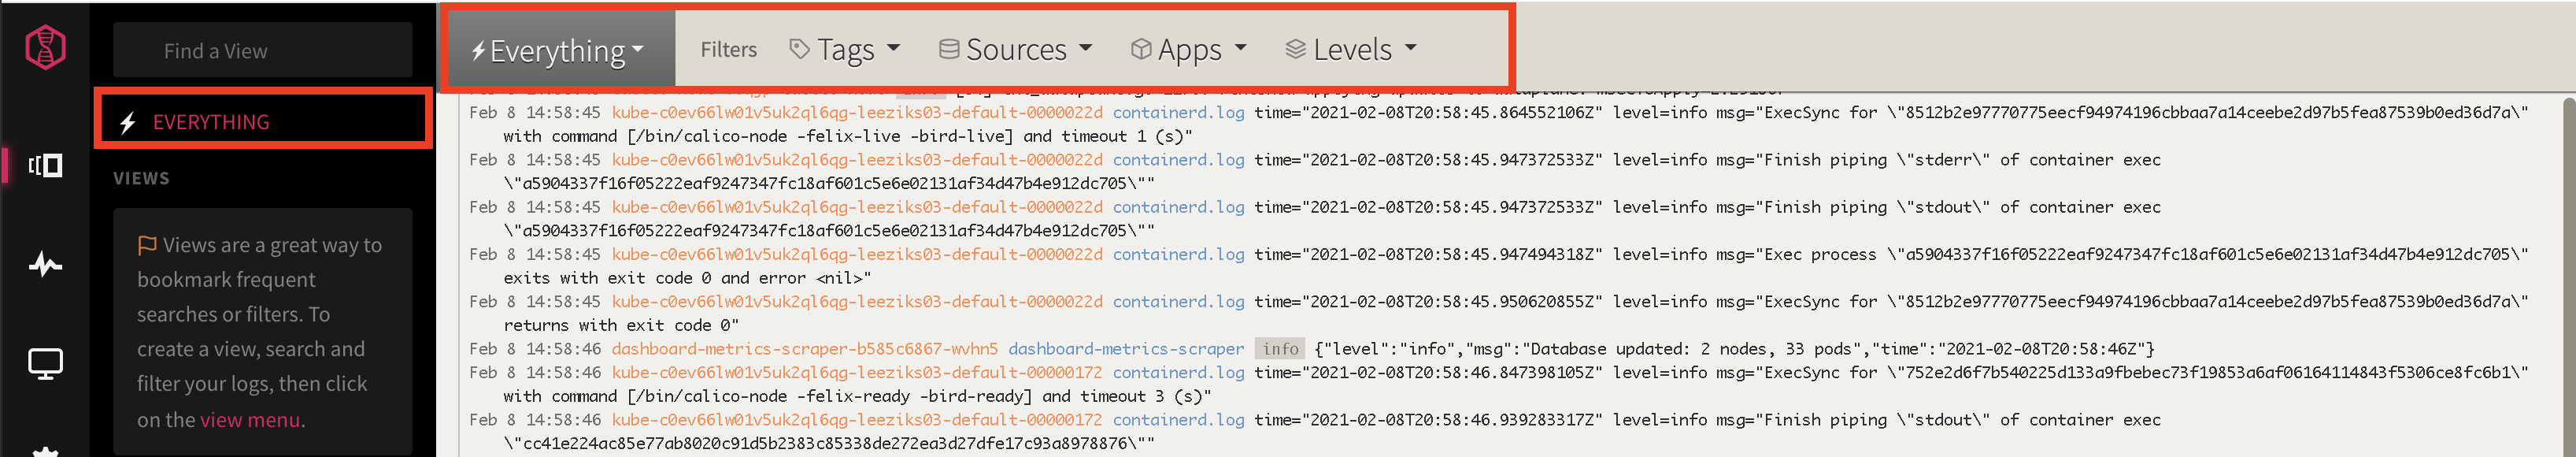 Find a View
EVERYTHING
VIEWS
Views are a great way to
bookmark frequent
searches or filters. To
create a view, search and
filter your logs, then click
on the view menu.
Everything Filters Tags Sources Apps Levels
Feb 8 14:58:45 kube-c0ev66lw01v5uk2ql6qg-leeziks03-default-0000022d containerd.log time="2021-02-08T20:58:45.864552106Z" level=info msg="ExecSync for \"8512b2e97770775eecf94974196cbbaa7a14ceebe2d97b5fea87539b0ed36d7a\"
with command [/bin/calico-node -felix-live -bird-live] and timeout 1 (s)"
Feb 8 14:58:45 kube-c0ev66lw01v5uk2ql6qg-leeziks03-default-0000022d containerd.log time="2021-02-08T20:58:45.947372533Z" level=info msg="Finish piping \"stderr\" of container exec
\"a5904337f16f05222eaf9247347fc18af601c5e6e02131af34d47b4e912dc705\""
Feb 8 14:58:45 kube-c0ev66lw01v5uk2ql6qg-leeziks03-default-0000022d containerd.log time="2021-02-08T20:58:45.947372533Z" level=info msg="Finish piping \"stdout\" of container exec
\"a5904337f16f05222eaf9247347fc18af601c5e6e02131af34d47b4e912dc705\""
Feb 8 14:58:45 kube-c0ev66lw01v5uk2ql6qg-leeziks03-default-0000022d containerd.log time="2021-02-08T20:58:45.947494318Z" level=info msg="Exec process \"a5904337f16f05222eaf9247347fc18af601c5e6e02131af34d47b4e912dc705\"
exits with exit code 0 and error <nil>"
Feb 8 14:58:45 kube-c0ev66lw01v5uk2ql6qg-leeziks03-default-0000022d containerd.log time="2021-02-08T20:58:45.950620855Z" level=info msg="ExecSync for \"8512b2e97770775eecf94974196cbbaa7a14ceebe2d97b5fea87539b0ed36d7a\"
returns with exit code 0"
Feb 8 14:58:46 dashboard-metrics-scraper-b585c6867-wvhn5 dashboard-metrics-scraper info {"level":"info","msg":"Database updated: 2 nodes, 33 pods","time":"2021-02-08T20:58:46Z"}
Feb 8 14:58:46 kube-c0ev66lw01v5uk2ql6qg-leeziks03-default-00000172 containerd.log time="2021-02-08T20:58:46.847398105Z" level=info msg="ExecSync for \"752e2d6f7b540225d133a9fbebec73f19853a6af06164114843f5306ce8fc6b1\"
with command [/bin/calico-node -felix-ready -bird-ready] and timeout 3 (s)"
Feb 8 14:58:46 kube-c0ev66lw01v5uk2ql6qg-leeziks03-default-00000172 containerd.log time="2021-02-08T20:58:46.939283317Z" level=info msg="Finish piping \"stdout\" of container exec
\"cc41e224ac85e77ab8020c91d5b2383c85338de272ea3d27dfe17c93a8978876\""